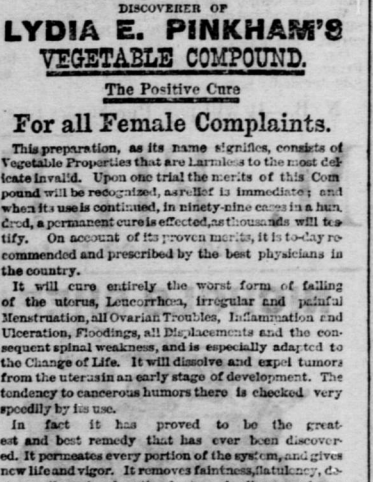 DISCOVERER OF
LYDIA E. PINKHAM'S
VEGETABLE COMPOUND.
The Positive Cure
For all Female Complaints.
This preparation, as its name signifies, consists of
Vegetable Properties that are harmless to the most del-
icate invalid. Upon one trial the merits of this Com
pound will be recognized, as relief is immediate; and
when its use is continued, in ninety-nine cases in a hun.
dred, a permanent cure is effected, as thousands will tes-
tify. On account of its proven merits, it is to-day re-
commended and prescribed by the best physicians in
the country.
It will cure entirely the worst form of falling
of the uterus, Leucorrhœa, irregular and painful
Menstruation, all Ovarian Troubles, Inflammation and
Ulceration, Floodings, all Displacements and the con-
sequent spinal weakness, and is especially adapted to
the Change of Life. It will dissolve and expel tumors
from the uterus in an early stage of development. The
tendency to cancerous humors there is checked very
speedily by its use.
In fact it has proved to be the great-
est and best remedy that has ever been discover-
ed. It permeates every portion of the system, and gives
new life and vigor. It removes faintness, flatulency, de-